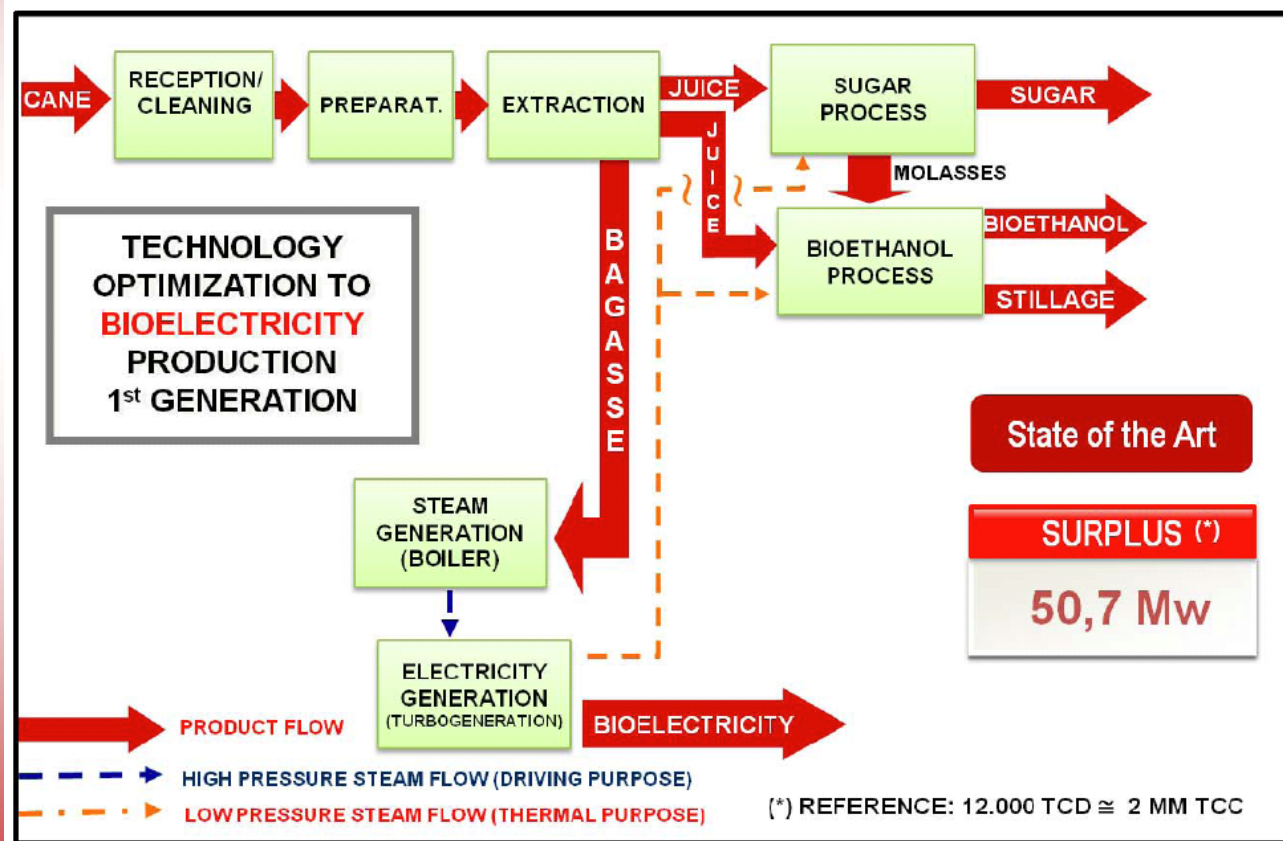 CANE
RECEPTION/
CLEANING
PREPARAT.
EXTRACTION
JUICE
JUICE
SUGAR
PROCESS
SUGAR
MOLASSES
BIOETHANOL
PROCESS
BIOETHANOL
STILLAGE
BAGASSE
TECHNOLOGY
OPTIMIZATION TO
BIOELECTRICITY
PRODUCTION
1st GENERATION
State of the Art
SURPLUS (*)
50,7 Mw
STEAM
GENERATION
(BOILER)
ELECTRICITY
GENERATION
(TURBOGENERATION)
BIOELECTRICITY
PRODUCT FLOW
HIGH PRESSURE STEAM FLOW (DRIVING PURPOSE)
LOW PRESSURE STEAM FLOW (THERMAL PURPOSE)
(*) REFERENCE: 12.000 TCD ≅ 2 MM TCC